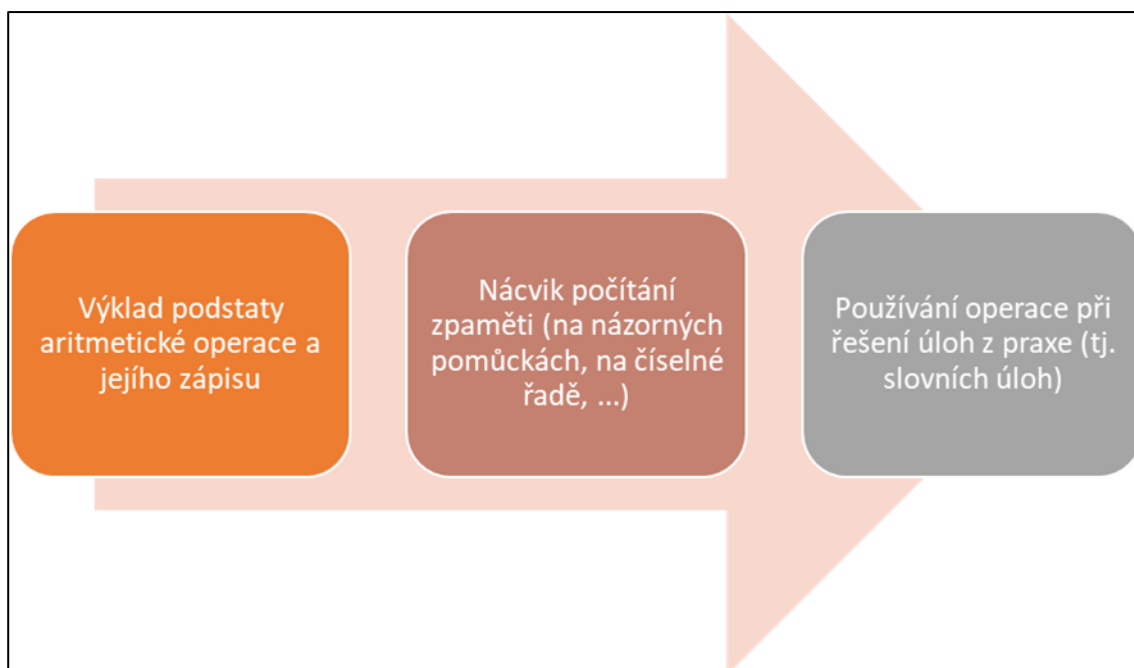 Výklad podstaty
aritmetické operace a
jejího zápisu
Nácvik počítání
zpaměti (na názorných
pomůckách, na číselné
řadě, ...)
Používání operace při
řešení úloh z praxe (tj.
slovních úloh)